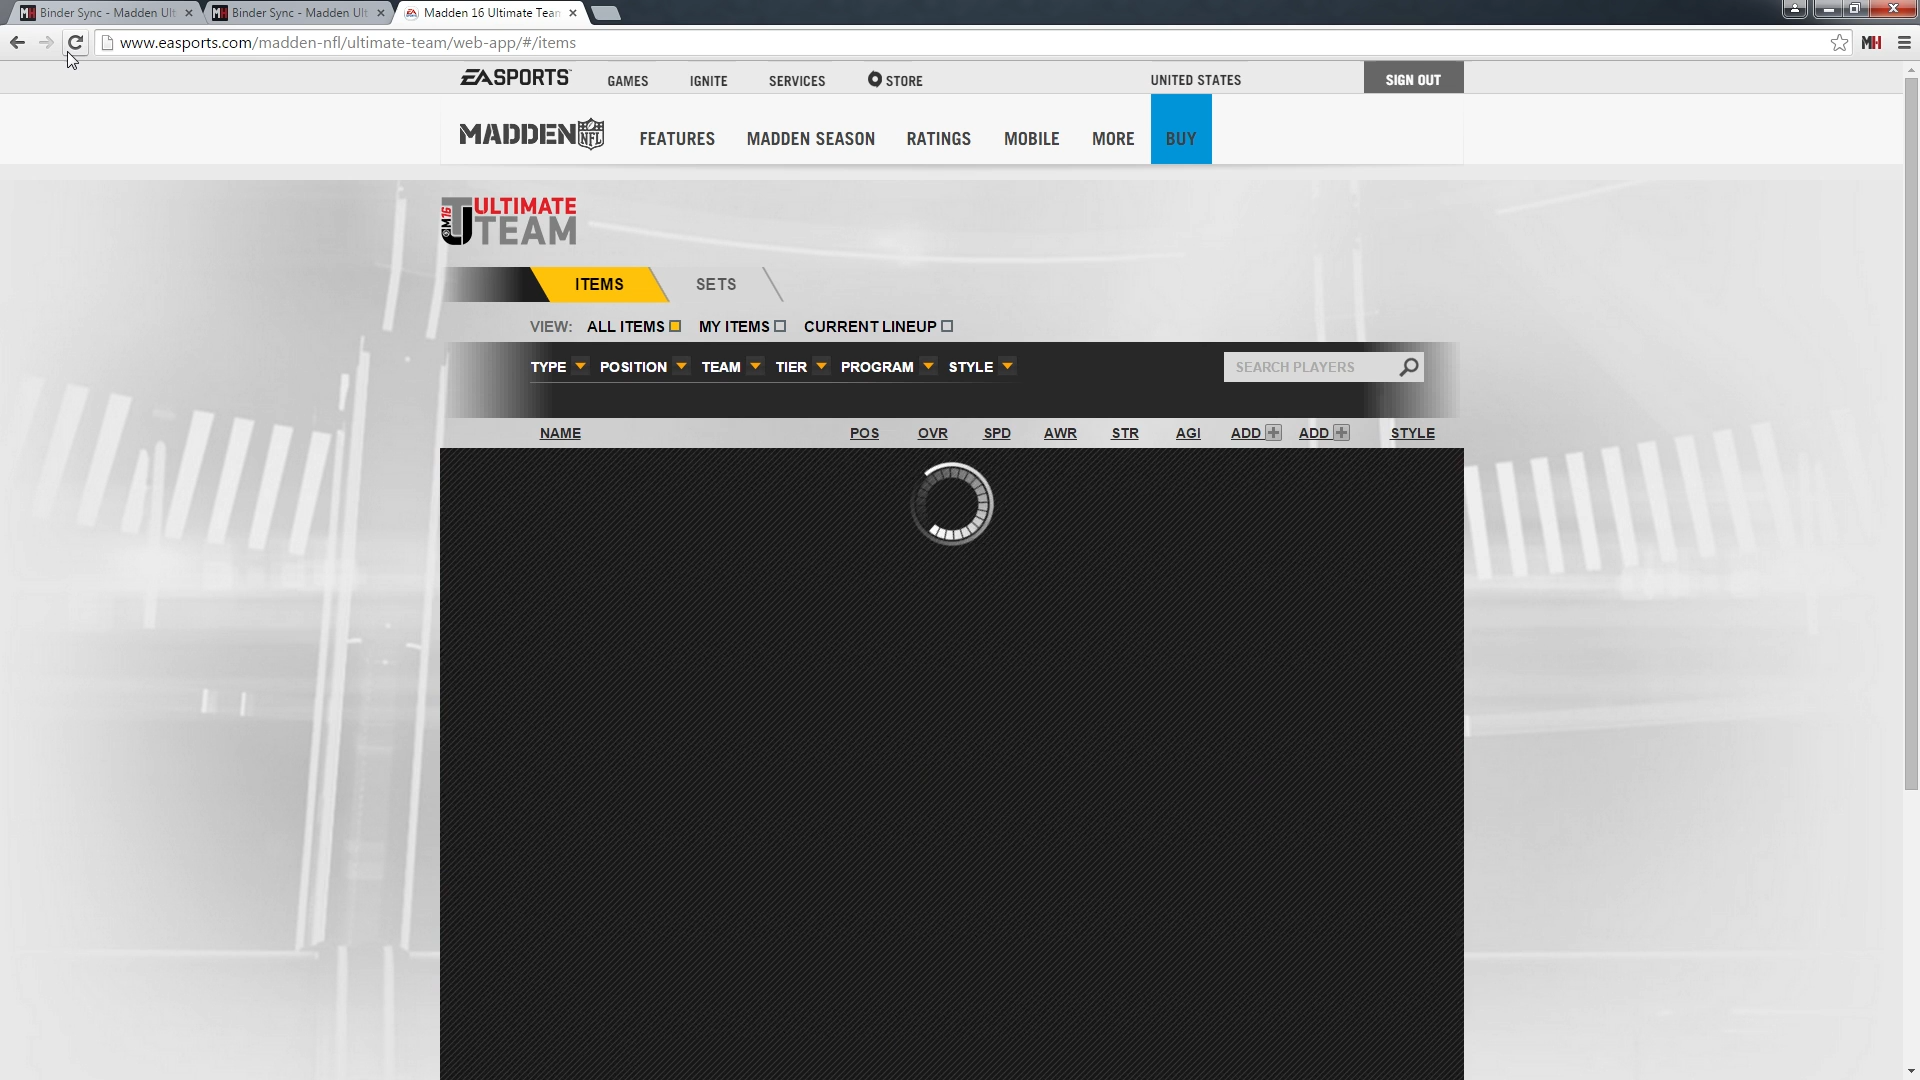 Binder Sync - Madden Ult
Binder Sync - Madden Ult
Madden 16 Ultimate Tean
www.easports.com/madden-nfl/ultimate-team/web-app/#/items
MH
EA SPORTS
GAMES
IGNITE
SERVICES
STORE
UNITED STATES
SIGN OUT
MADDEN NFL
FEATURES
MADDEN SEASON
RATINGS
MOBILE
MORE
BUY
M16 ULTIMATE
TEAM
ITEMS
SETS
VIEW: ALL ITEMS MY ITEMS CURRENT LINEUP
TYPE POSITION TEAM TIER PROGRAM STYLE
SEARCH PLAYERS
NAME POS OVR SPD AWR STR AGI ADD + ADD + STYLE